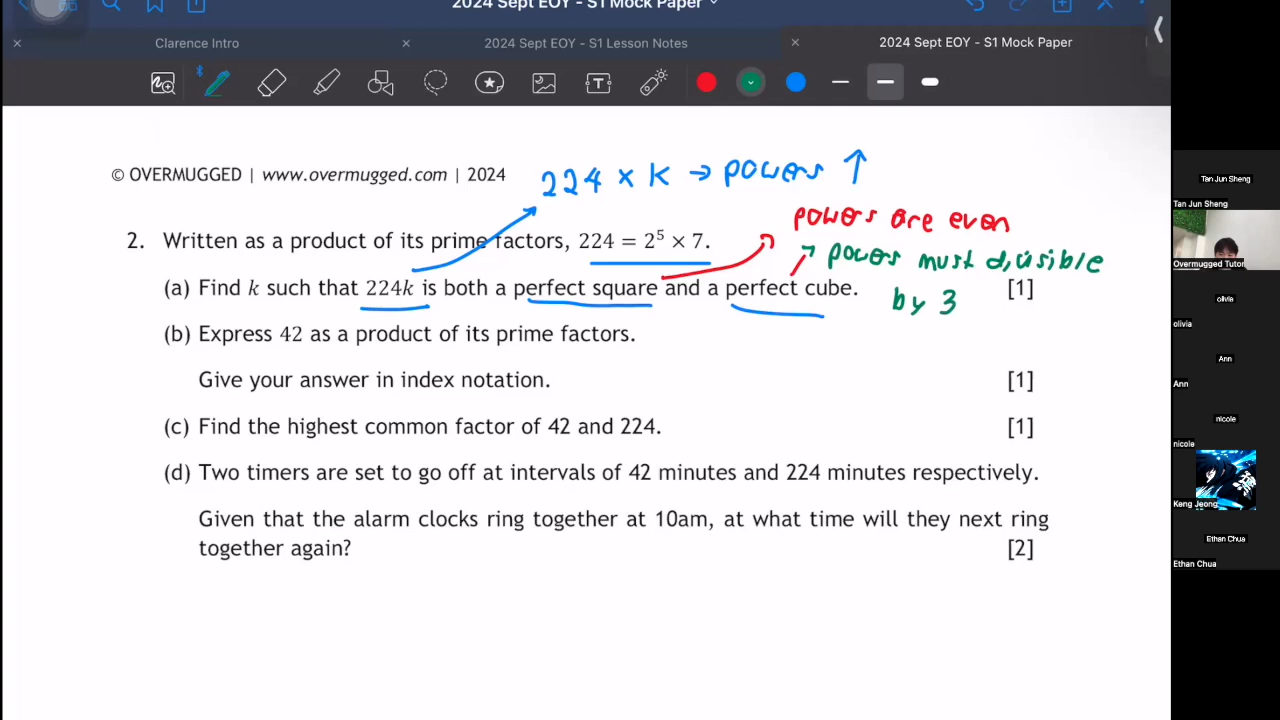 2024 Sept EOY - S1 Mock Paper
Clarence Intro
2024 Sept EOY - S1 Lesson Notes
2024 Sept EOY - S1 Mock Paper
© OVERMUGGED | www.overmugged.com | 2024
224 × k → powers ↑
powers are even
2. Written as a product of its prime factors, 224 = 2⁵ × 7.
powers must divisible
(a) Find k such that 224k is both a perfect square and a perfect cube. [1]
by 3
(b) Express 42 as a product of its prime factors.
Give your answer in index notation. [1]
(c) Find the highest common factor of 42 and 224. [1]
(d) Two timers are set to go off at intervals of 42 minutes and 224 minutes respectively.
Given that the alarm clocks ring together at 10am, at what time will they next ring
together again? [2]
Tan Jun Sheng
Tan Jun Sheng
Overmugged Tutor
olivia
olivia
Ann
Ann
nicole
nicole
Keng Jeong
Ethan Chua
Ethan Chua